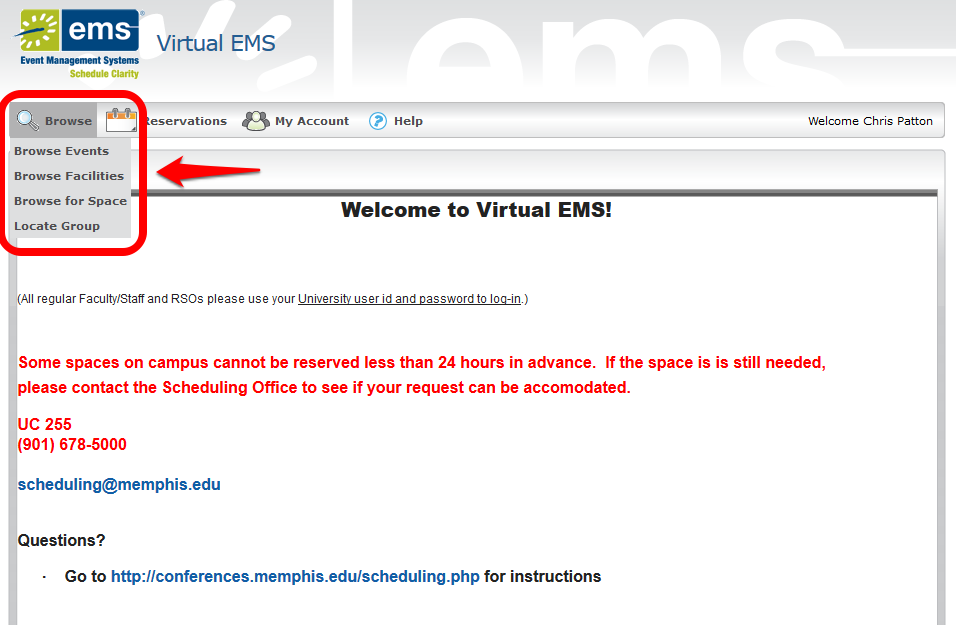 ems
Event Management Systems
Schedule Clarity
Virtual EMS
ems
Browse
Reservations
My Account
Help
Welcome Chris Patton
Browse Events
Browse Facilities
Browse for Space
Locate Group
Welcome to Virtual EMS!
(All regular Faculty/Staff and RSOs please use your University user id and password to log-in.)
Some spaces on campus cannot be reserved less than 24 hours in advance.  If the space is is still needed,
please contact the Scheduling Office to see if your request can be accomodated.
UC 255
(901) 678-5000
scheduling@memphis.edu
Questions?
· Go to http://conferences.memphis.edu/scheduling.php for instructions